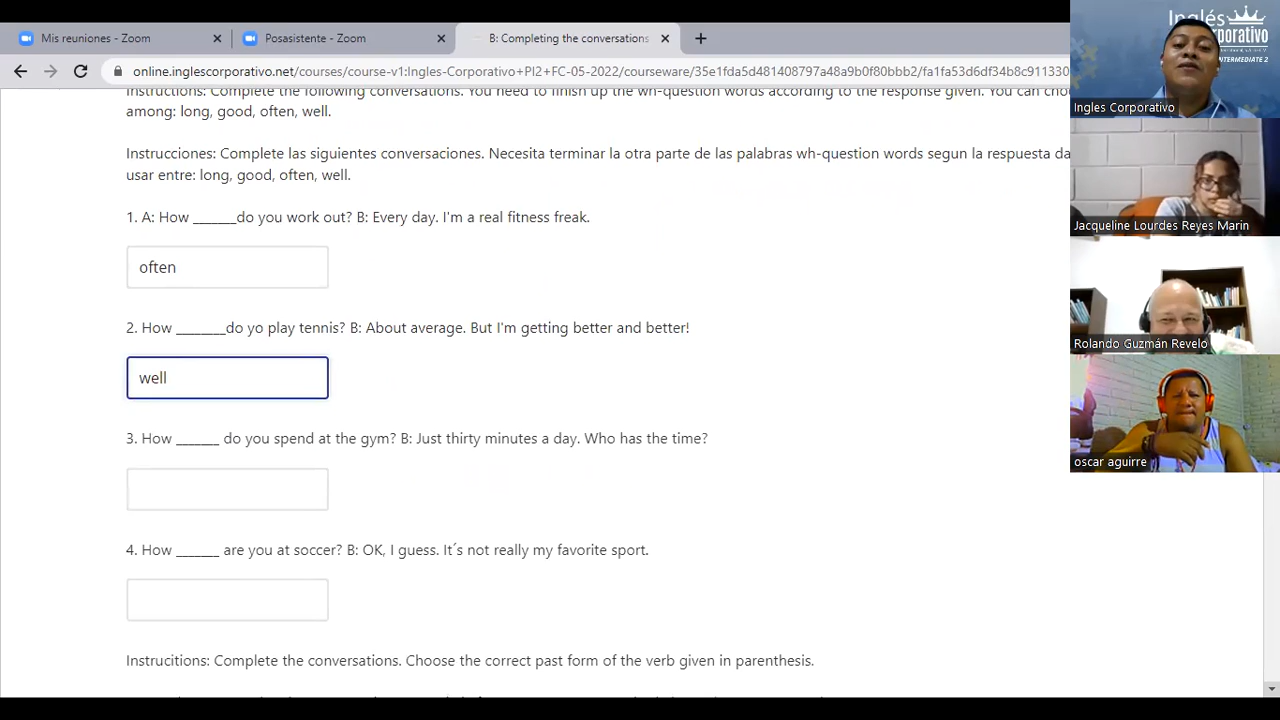 Mis reuniones - Zoom
Posasistente - Zoom
B: Completing the conversations
online.inglescorporativo.net/courses/course-v1:Ingles-Corporativo+PI2+FC-05-2022/courseware/35e1fda5d481408797a48a9b0f80bbb2/fa1fa53d6df34b8c911330
Instructions: Complete the following conversations. You need to finish up the wh-question words according to the response given. You can cho
among: long, good, often, well.
Instrucciones: Complete las siguientes conversaciones. Necesita terminar la otra parte de las palabras wh-question words segun la respuesta da
usar entre: long, good, often, well.
1. A: How ______do you work out? B: Every day. I'm a real fitness freak.
often
2. How _______do yo play tennis? B: About average. But I'm getting better and better!
well
3. How ______ do you spend at the gym? B: Just thirty minutes a day. Who has the time?
4. How ______ are you at soccer? B: OK, I guess. It´s not really my favorite sport.
Instrucitions: Complete the conversations. Choose the correct past form of the verb given in parenthesis.
Inglés
rporativo
INTERMEDIATE 2
Ingles Corporativo
Jacqueline Lourdes Reyes Marin
Rolando Guzmán Revelo
oscar aguirre